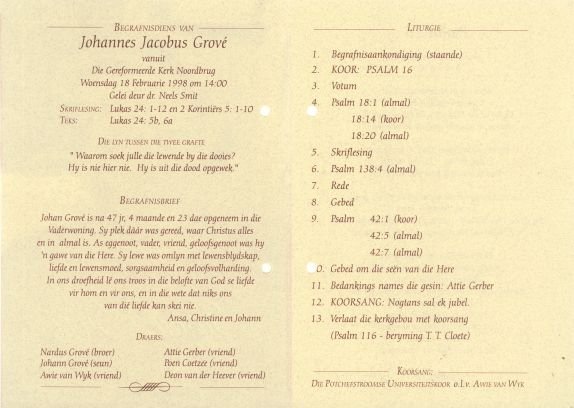 BEGRAFNISDIENS VAN
Johannes Jacobus Grové
vanuit
Die Gereformeerde Kerk Noordbrug
Woensdag 18 Februarie 1998 om 14:00
Gelei deur dr. Neels Smit
SKRIFLESING: Lukas 24: 1-12 en 2 Korintiërs 5: 1-10
TEKS: Lukas 24: 5b, 6a
DIE LYN TUSSEN DIE TWEE GRAFTE
" Waarom soek julle die lewende by die dooies?
Hy is nie hier nie. Hy is uit die dood opgewek."
BEGRAFNISBRIEF
Johan Grové is na 47 jr, 4 maande en 23 dae opgeneem in die
Vaderwoning. Sy plek dáár was gereed, waar Christus alles
en in almal is. As eggenoot, vader, vriend, geloofsgenoot was hy
'n gawe van die Here. Sy lewe was omlyn met lewensblydskap,
liefde en lewensmoed, sorgsaamheid en geloofsvolharding.
In ons droefheid lê ons troos in die belofte van God se liefde
vir hom en vir ons, en in die wete dat niks ons
van dié liefde kan skei nie.
Ansa, Christine en Johann
DRAERS:
Nardus Grové (broer) Attie Gerber (vriend)
Johann Grové (seun) Poen Coetzee (vriend)
Awie van Wyk (vriend) Deon van der Heever (vriend)
LITURGIE
1. Begrafnisaankondiging (staande)
2. KOOR: PSALM 16
3. Votum
4. Psalm 18:1 (almal)
18:14 (koor)
18:20 (almal)
5. Skriflesing
6. Psalm 138:4 (almal)
7. Rede
8. Gebed
9. Psalm 42:1 (koor)
42:5 (almal)
42:7 (almal)
0. Gebed om die seën van die Here
11. Bedankings names die gesin: Attie Gerber
12. KOORSANG: Nogtans sal ek jubel.
13. Verlaat die kerkgebou met koorsang
(Psalm 116 - beryming T. T. Cloete)
KOORSANG:
DIE POTCHEFSTROOMSE UNIVERSITEITSKOOR O.L.V. AWIE VAN WYK